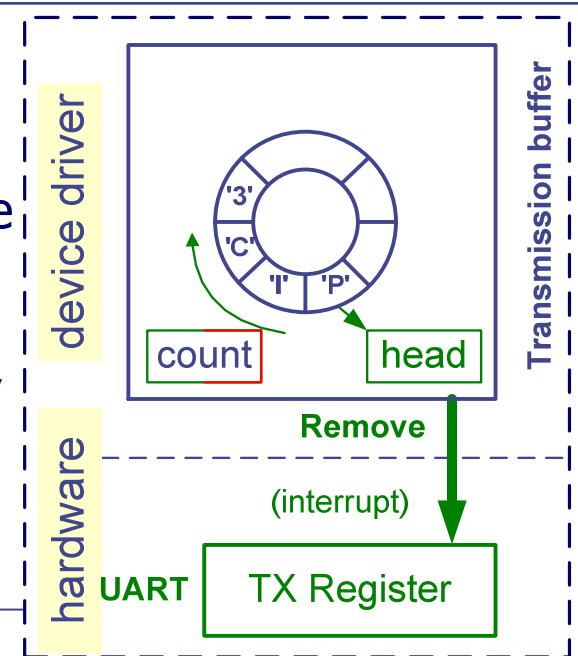 Transmission buffer
device driver
e
'3'
'C'
'I'
'P'
count
head
Remove
hardware
(interrupt)
UART
TX Register